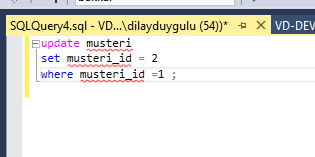 SQLQuery4.sql - VD...\dilayduygulu (54))*
VD-DEV
update musteri
set musteri_id = 2
where musteri_id =1 ;